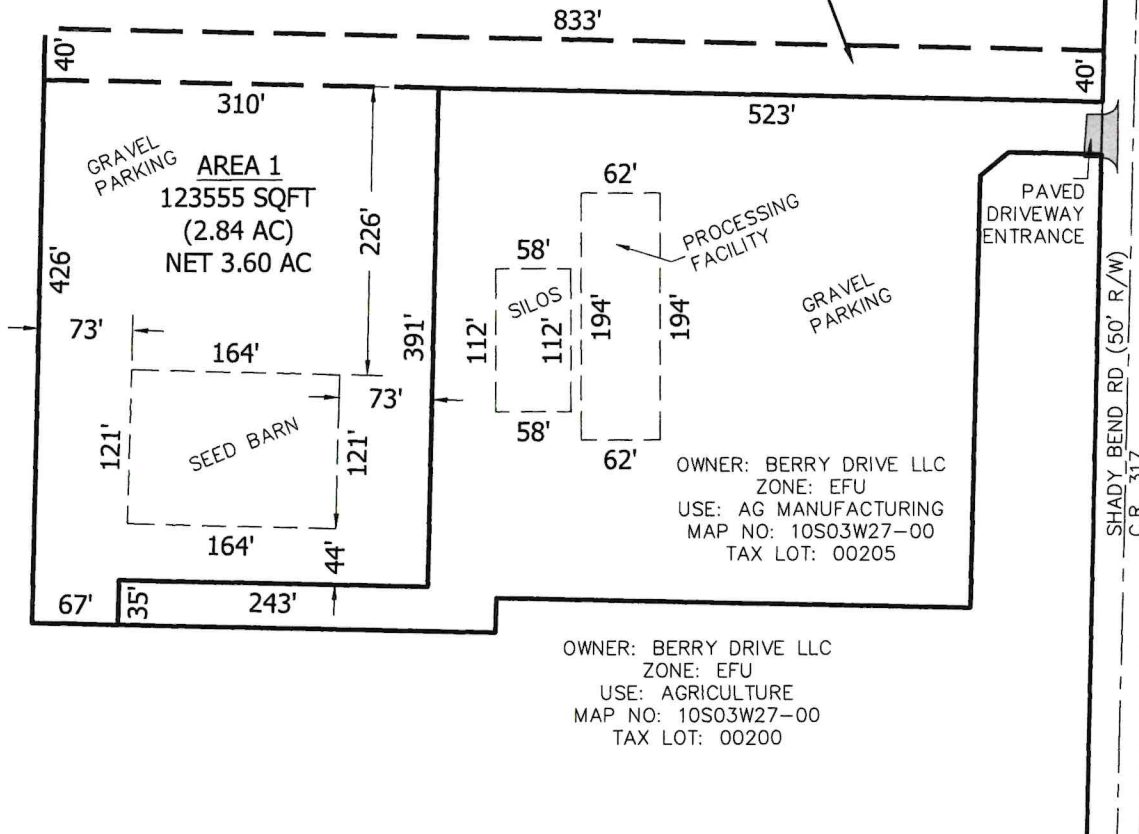 833'
40'
40'
310'
523'
GRAVEL
PARKING
AREA 1
123555 SQFT
(2.84 AC)
NET 3.60 AC
226'
426'
73'
164'
391'
73'
121'
SEED BARN
121'
164'
44'
67'
35'
243'
62'
PROCESSING
FACILITY
58'
SILOS
112'
112'
194'
194'
58'
62'
GRAVEL
PARKING
PAVED
DRIVEWAY
ENTRANCE
SHADY BEND RD (50' R/W)
C.R. 317
OWNER: BERRY DRIVE LLC
ZONE: EFU
USE: AG MANUFACTURING
MAP NO: 10S03W27-00
TAX LOT: 00205
OWNER: BERRY DRIVE LLC
ZONE: EFU
USE: AGRICULTURE
MAP NO: 10S03W27-00
TAX LOT: 00200